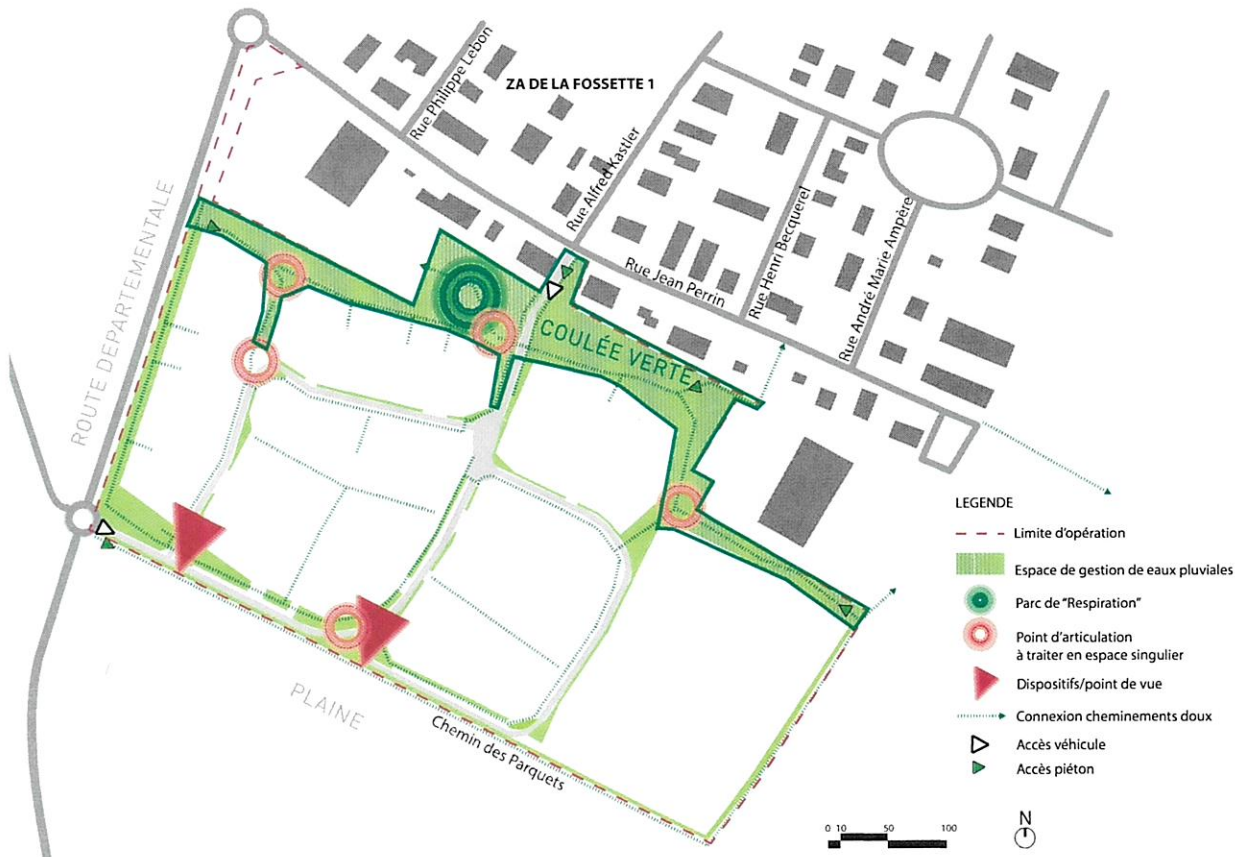 ZA DE LA FOSSETTE 1
Rue Philippe Lebon
Rue Alfred Kastler
Rue Jean Perrin
Rue Henri Becquerel
Rue André Marie Ampère
ROUTE DEPARTEMENTALE
COULÉE VERTE
PLAINE
Chemin des Parquets
LEGENDE
Limite d'opération
Espace de gestion de eaux pluviales
Parc de "Respiration"
Point d'articulation
à traiter en espace singulier
Dispositifs/point de vue
Connexion cheminements doux
Accès véhicule
Accès piéton
0 10 50 100
N